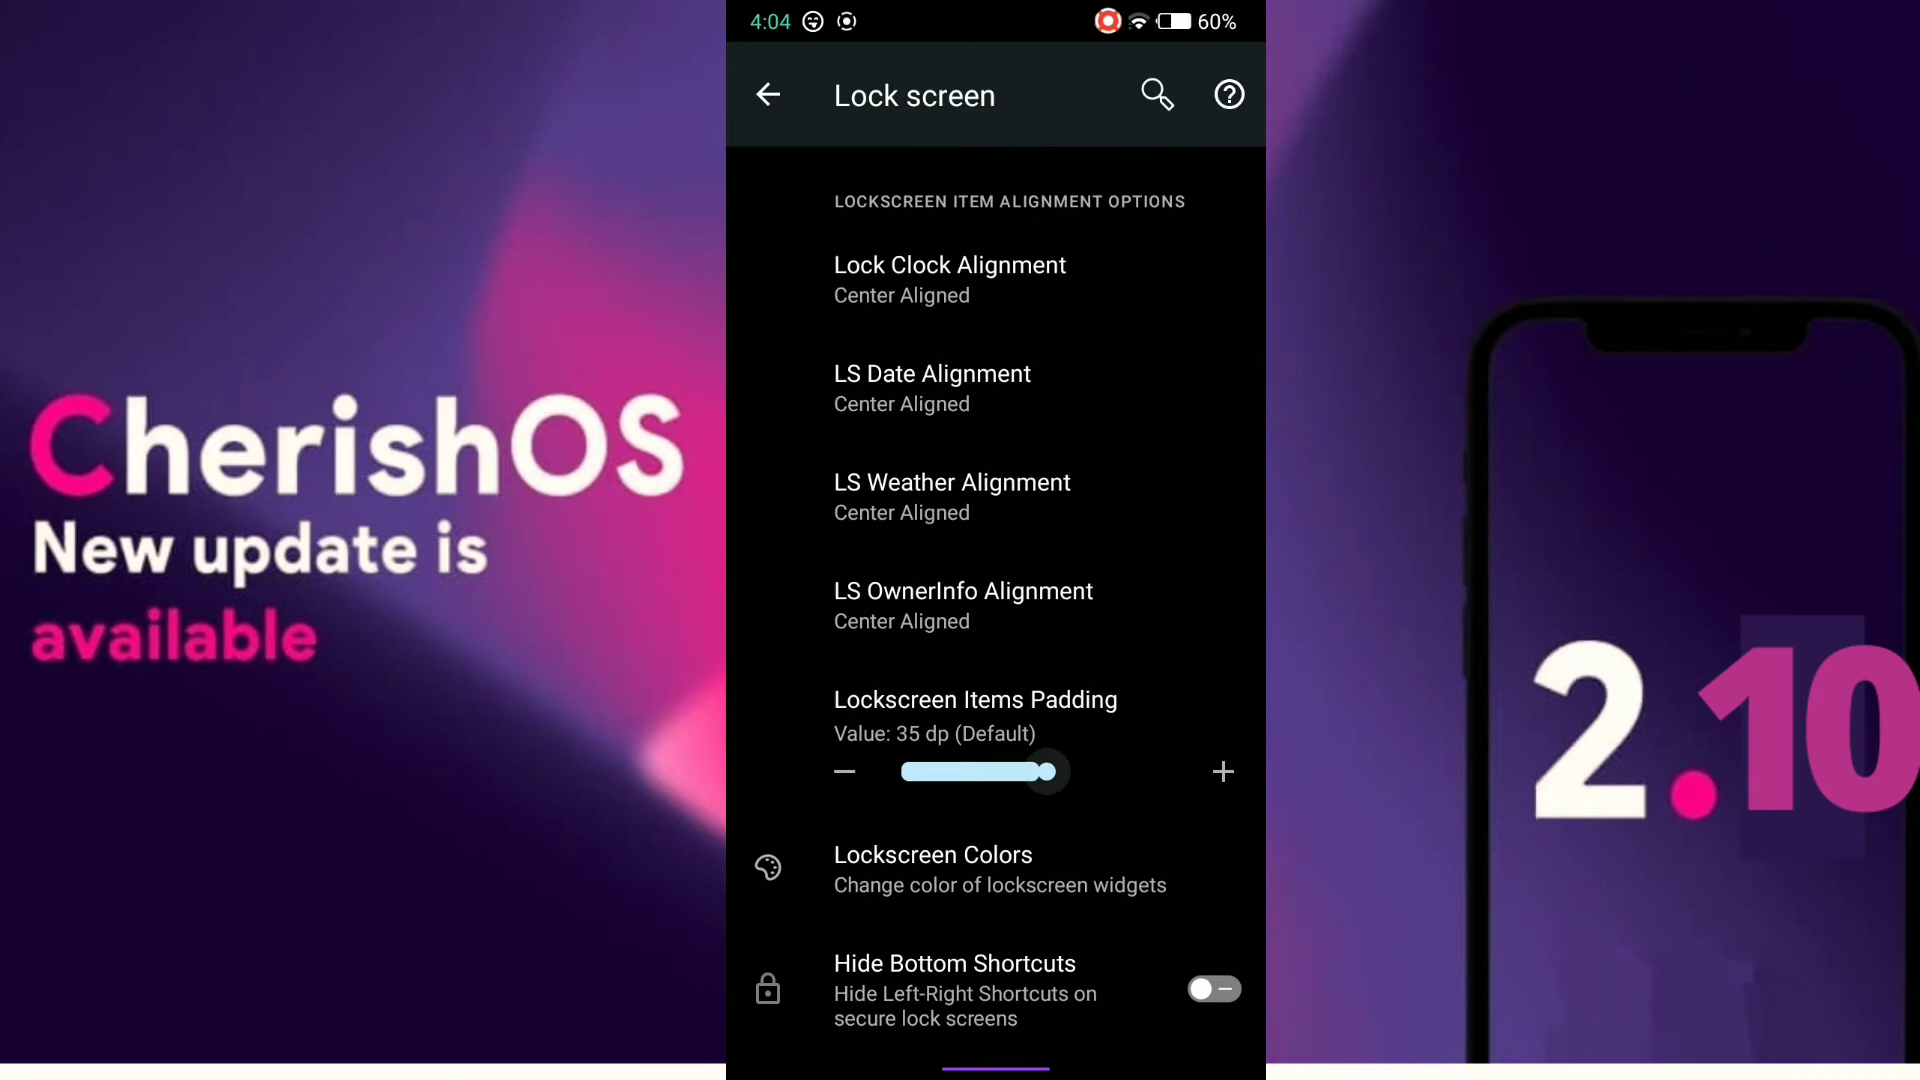 CherishOS
New update is
available
4:04
60%
Lock screen
LOCKSCREEN ITEM ALIGNMENT OPTIONS
Lock Clock Alignment
Center Aligned
LS Date Alignment
Center Aligned
LS Weather Alignment
Center Aligned
LS OwnerInfo Alignment
Center Aligned
Lockscreen Items Padding
Value: 35 dp (Default)
Lockscreen Colors
Change color of lockscreen widgets
Hide Bottom Shortcuts
Hide Left-Right Shortcuts on
secure lock screens
2.10